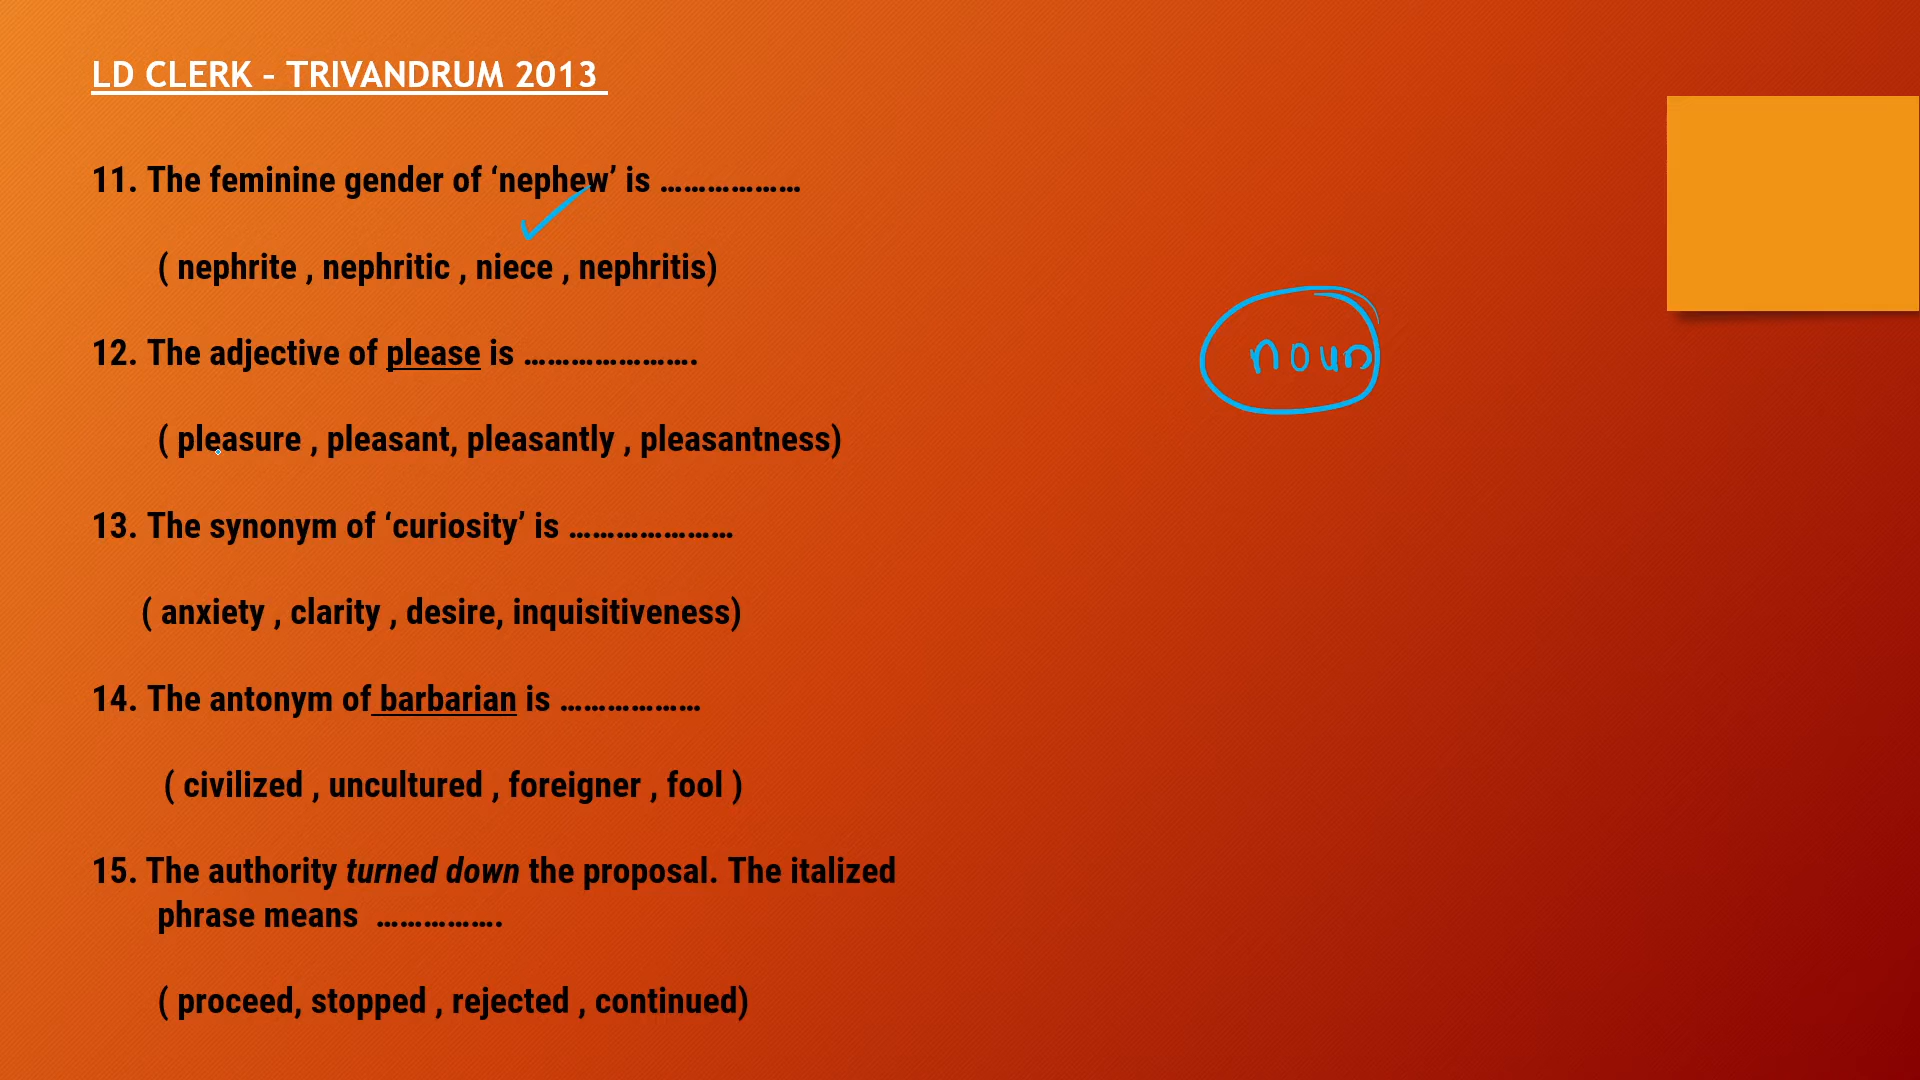 LD CLERK – TRIVANDRUM 2013
11. The feminine gender of ‘nephew’ is ………………
( nephrite , nephritic , niece , nephritis)
noun
12. The adjective of please is ………………….
( pleasure , pleasant, pleasantly , pleasantness)
13. The synonym of ‘curiosity’ is …………………
( anxiety , clarity , desire, inquisitiveness)
14. The antonym of barbarian is ………………
( civilized , uncultured , foreigner , fool )
15. The authority turned down the proposal. The italized
phrase means …………….
( proceed, stopped , rejected , continued)